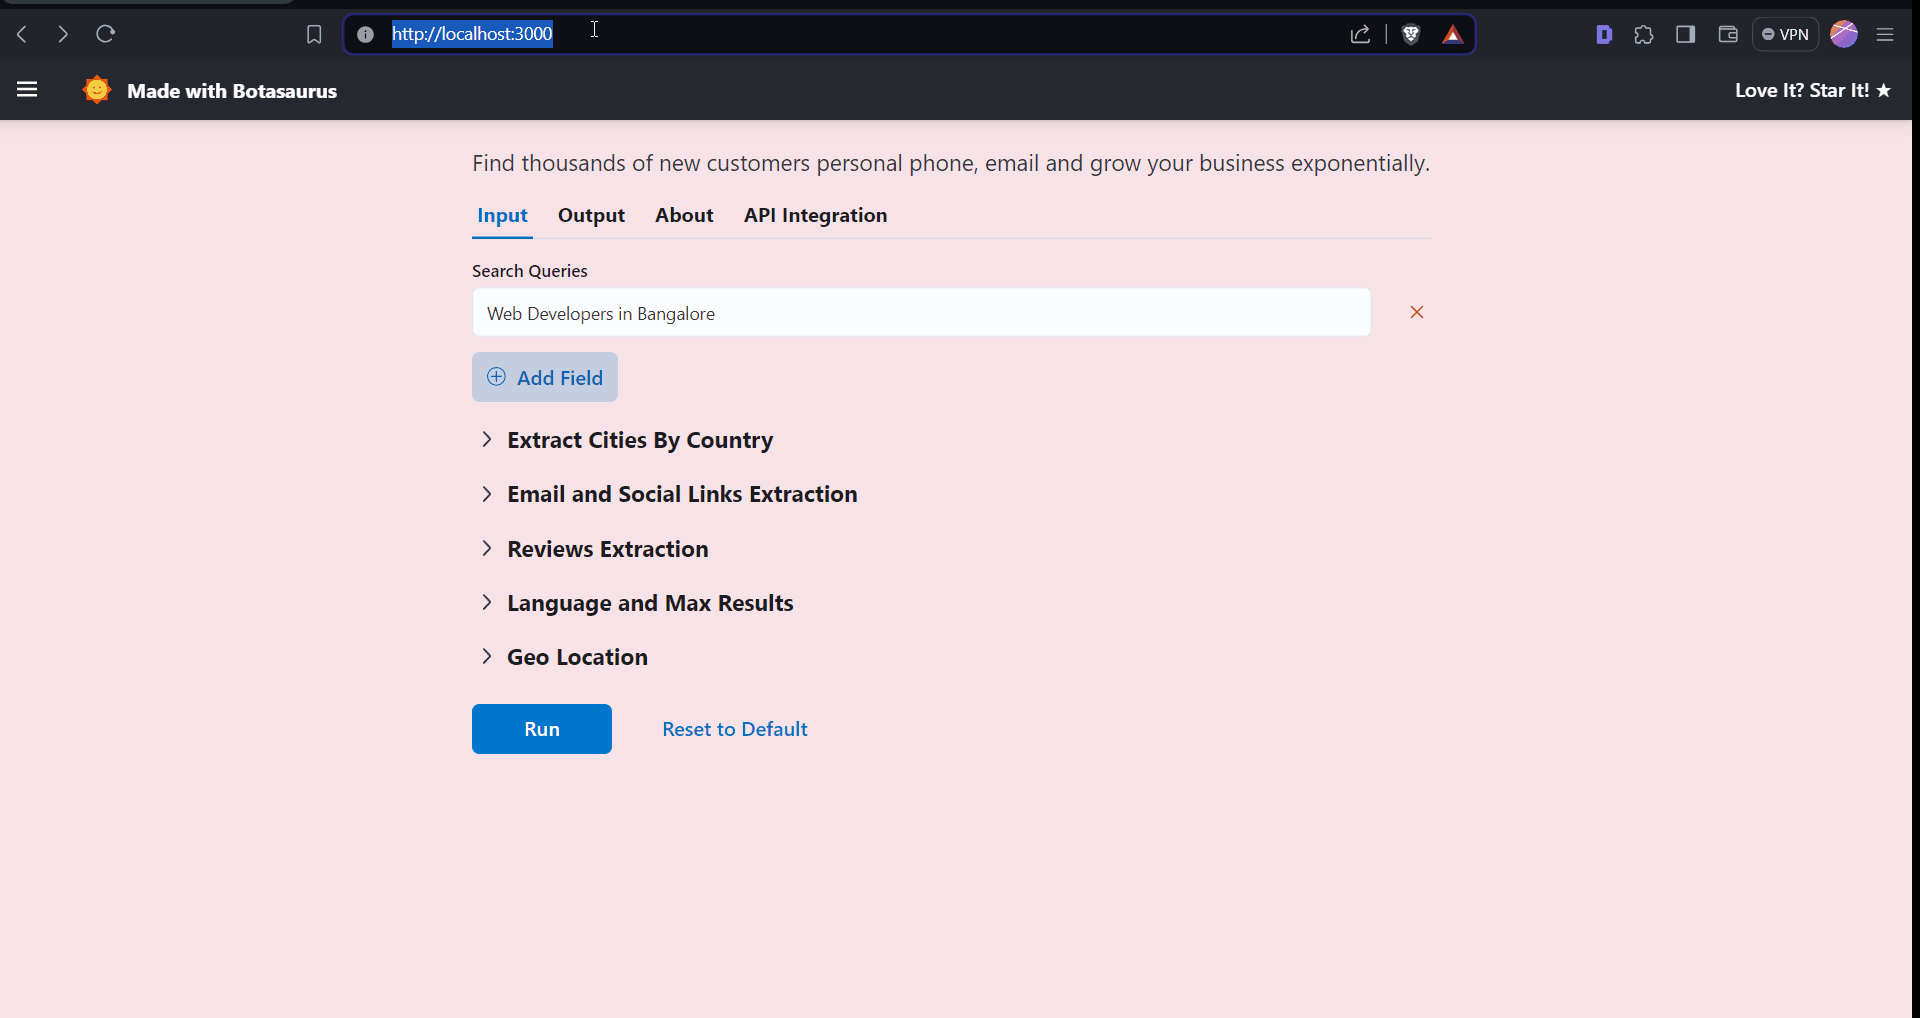 http://localhost:3000
VPN
Made with Botasaurus
Love It? Star It! ★
Find thousands of new customers personal phone, email and grow your business exponentially.
Input Output About API Integration
Search Queries
Web Developers in Bangalore
Add Field
Extract Cities By Country
Email and Social Links Extraction
Reviews Extraction
Language and Max Results
Geo Location
Run Reset to Default